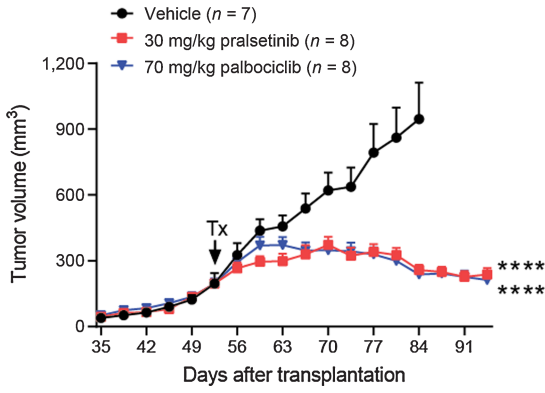 Vehicle (n = 7)
30 mg/kg pralsetinib (n = 8)
70 mg/kg palbociclib (n = 8)
1,200
900
600
300
0
Tumor volume (mm³)
Tx
****
****
35 42 49 56 63 70 77 84 91
Days after transplantation